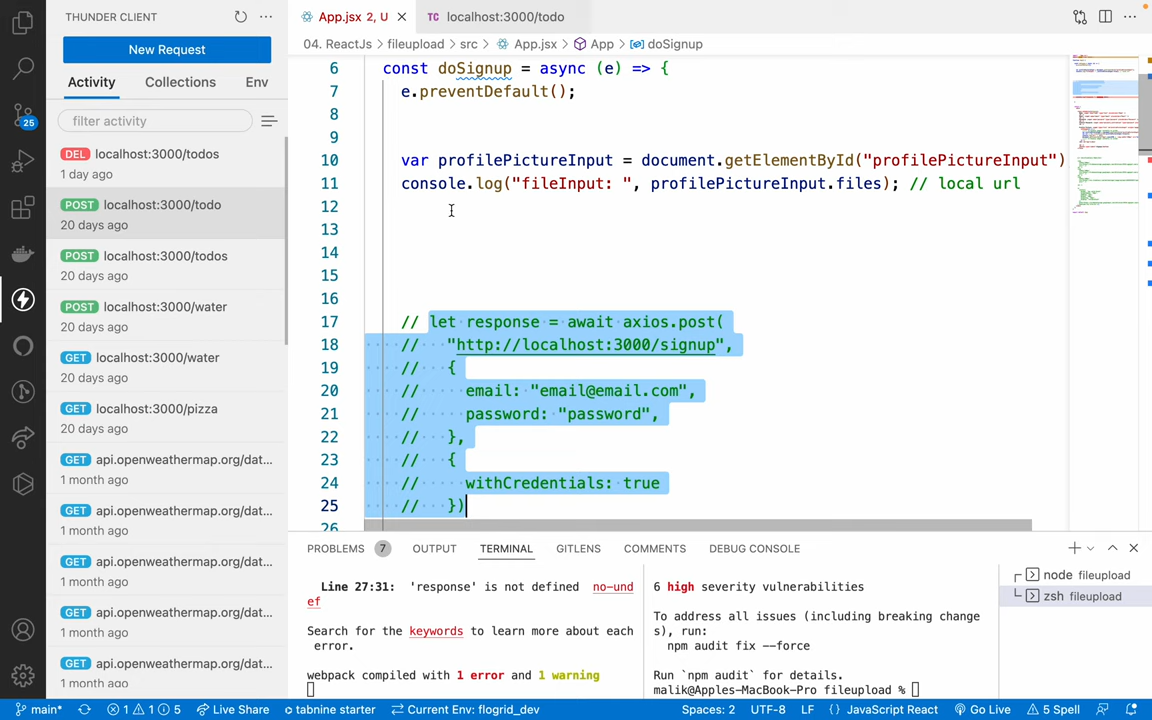 THUNDER CLIENT
New Request
Activity Collections Env
filter activity
DEL localhost:3000/todos
1 day ago
POST localhost:3000/todo
20 days ago
POST localhost:3000/todos
20 days ago
POST localhost:3000/water
20 days ago
GET localhost:3000/water
20 days ago
GET localhost:3000/pizza
20 days ago
GET api.openweathermap.org/dat...
1 month ago
GET api.openweathermap.org/dat...
1 month ago
GET api.openweathermap.org/dat...
1 month ago
GET api.openweathermap.org/dat...
1 month ago
GET api.openweathermap.org/dat...
1 month ago
25
App.jsx 2, U TC localhost:3000/todo
04. ReactJs > fileupload > src > App.jsx > App > doSignup
6 const doSignup = async (e) => {
7 e.preventDefault();
8
9
10 var profilePictureInput = document.getElementById("profilePictureInput")
11 console.log("fileInput: ", profilePictureInput.files); // local url
12
13
14
15
16
17 // let response = await axios.post(
18 // "http://localhost:3000/signup",
19 // {
20 // email: "email@email.com",
21 // password: "password",
22 // },
23 // {
24 // withCredentials: true
25 // })
26
PROBLEMS 7 OUTPUT TERMINAL GITLENS COMMENTS DEBUG CONSOLE
Line 27:31: 'response' is not defined no-und
ef
Search for the keywords to learn more about each
error.
webpack compiled with 1 error and 1 warning
6 high severity vulnerabilities
To address all issues (including breaking change
s), run:
npm audit fix --force
Run `npm audit` for details.
malik@Apples-MacBook-Pro fileupload %
node fileupload
zsh fileupload
main* 1 1 5 Live Share tabnine starter Current Env: flogrid_dev Spaces: 2 UTF-8 LF {} JavaScript React Go Live 5 Spell